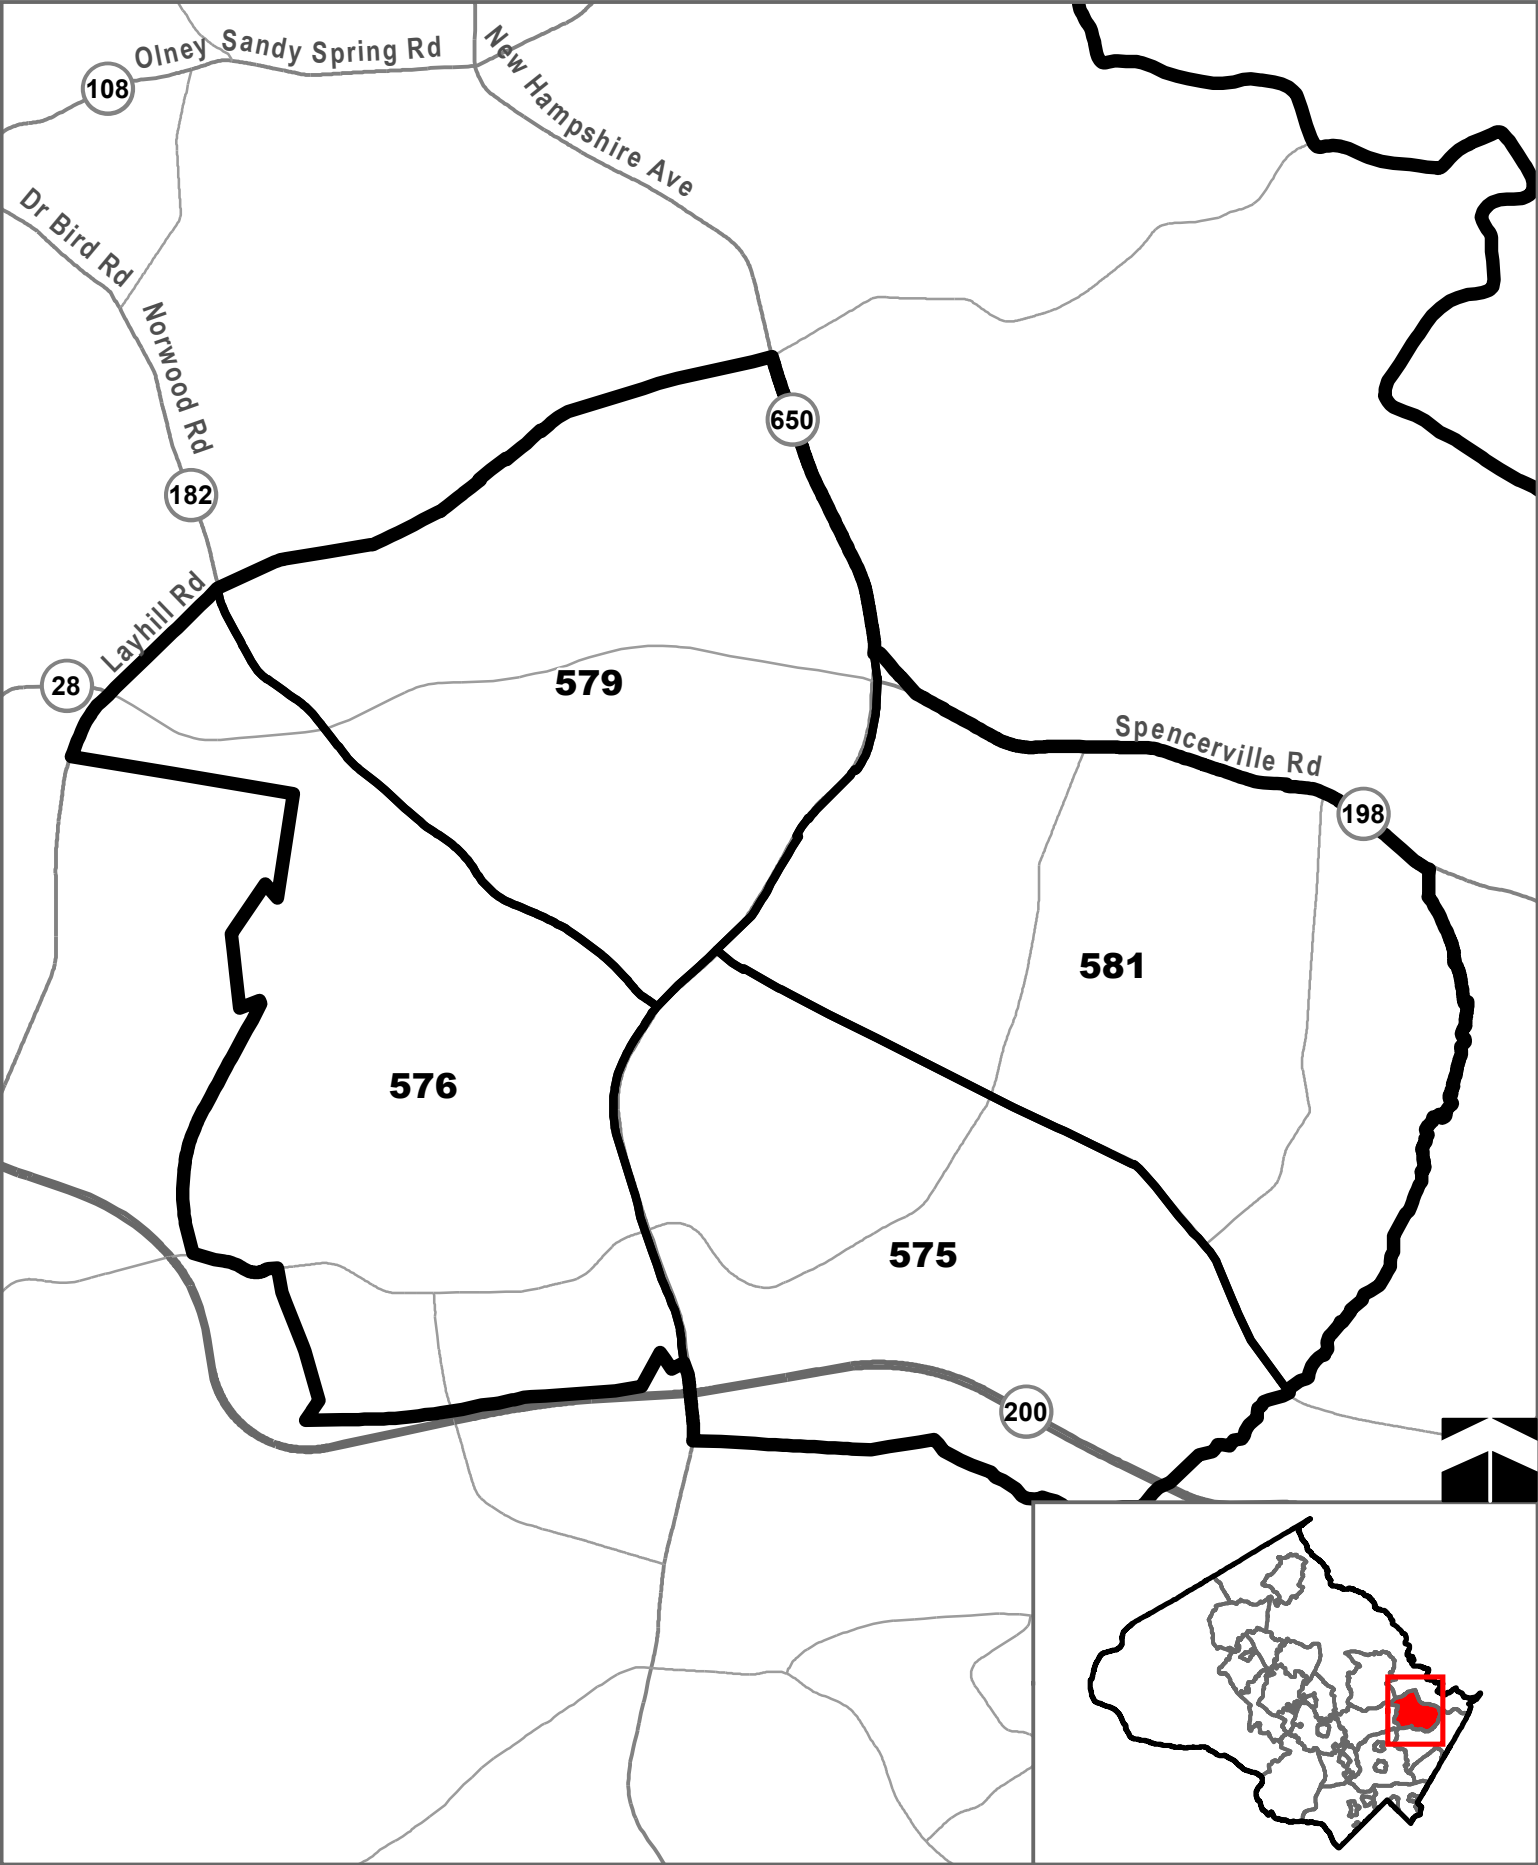 Olney Sandy Spring Rd
108
New Hampshire Ave
Dr Bird Rd
Norwood Rd
650
182
Layhill Rd
28
579
Spencerville Rd
198
581
576
575
200